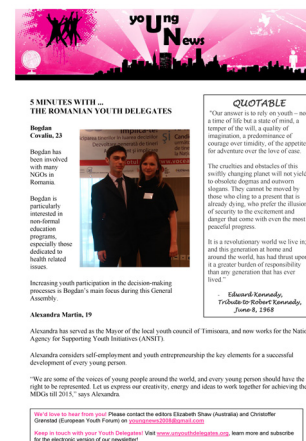 yoUng
News
5 MINUTES WITH ...
THE ROMANIAN YOUTH DELEGATES
Bogdan
Covaliu, 23
Bogdan has
been involved
with many
NGOs in
Romania.
Bogdan is
particularly
interested in
non-formal
education
programs,
especially those
dedicated to
health related
issues.
Increasing youth participation in the decision-making
processes is Bogdan's main focus during this General
Assembly.
QUOTABLE
"Our answer is to rely on youth – not
a time of life but a state of mind, a
temper of the will, a quality of
imagination, a predominance of
courage over timidity, of the appetite
for adventure over the love of ease.
The cruelties and obstacles of this
swiftly changing planet will not yield
to obsolete dogmas and outworn
slogans. They cannot be moved by
those who cling to a present that is
already dying, who prefer the illusion
of security to the excitement and
danger that come with even the most
peaceful progress.
It is a revolutionary world we live in;
and this generation at home and
around the world, has had thrust upon
it a greater burden of responsibility
than any generation that has ever
lived."
- Edward Kennedy,
Tribute to Robert Kennedy,
June 8, 1968
Alexandra Martin, 19
Alexandra has served as the Mayor of the local youth council of Timisoara, and now works for the Nation
Agency for Supporting Youth Initiatives (ANSIT).
Alexandra considers self-employment and youth entrepreneurship the key elements for a successful
development of every young person.
"We are some of the voices of young people around the world, and every young person should have the
right to be represented. Let us express our creativity, energy and ideas to work together for achieving the
MDGs till 2015," says Alexandra.
We'd love to hear from you! Please contact the editors Elizabeth Shaw (Australia) and Christoffer
Grønstad (European Youth Forum) on youngnews2008@gmail.com
Keep in touch with your Youth Delegates! Visit www.unyouthdelegates.org, learn more and subscribe
for the electronic version of our newsletter!